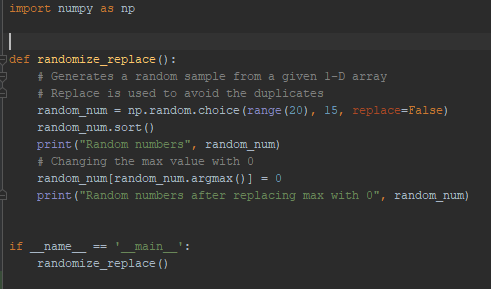 import numpy as np
def randomize_replace():
# Generates a random sample from a given 1-D array
# Replace is used to avoid the duplicates
random_num = np.random.choice(range(20), 15, replace=False)
random_num.sort()
print("Random numbers", random_num)
# Changing the max value with 0
random_num[random_num.argmax()] = 0
print("Random numbers after replacing max with 0", random_num)
if __name__ == '__main__':
randomize_replace()